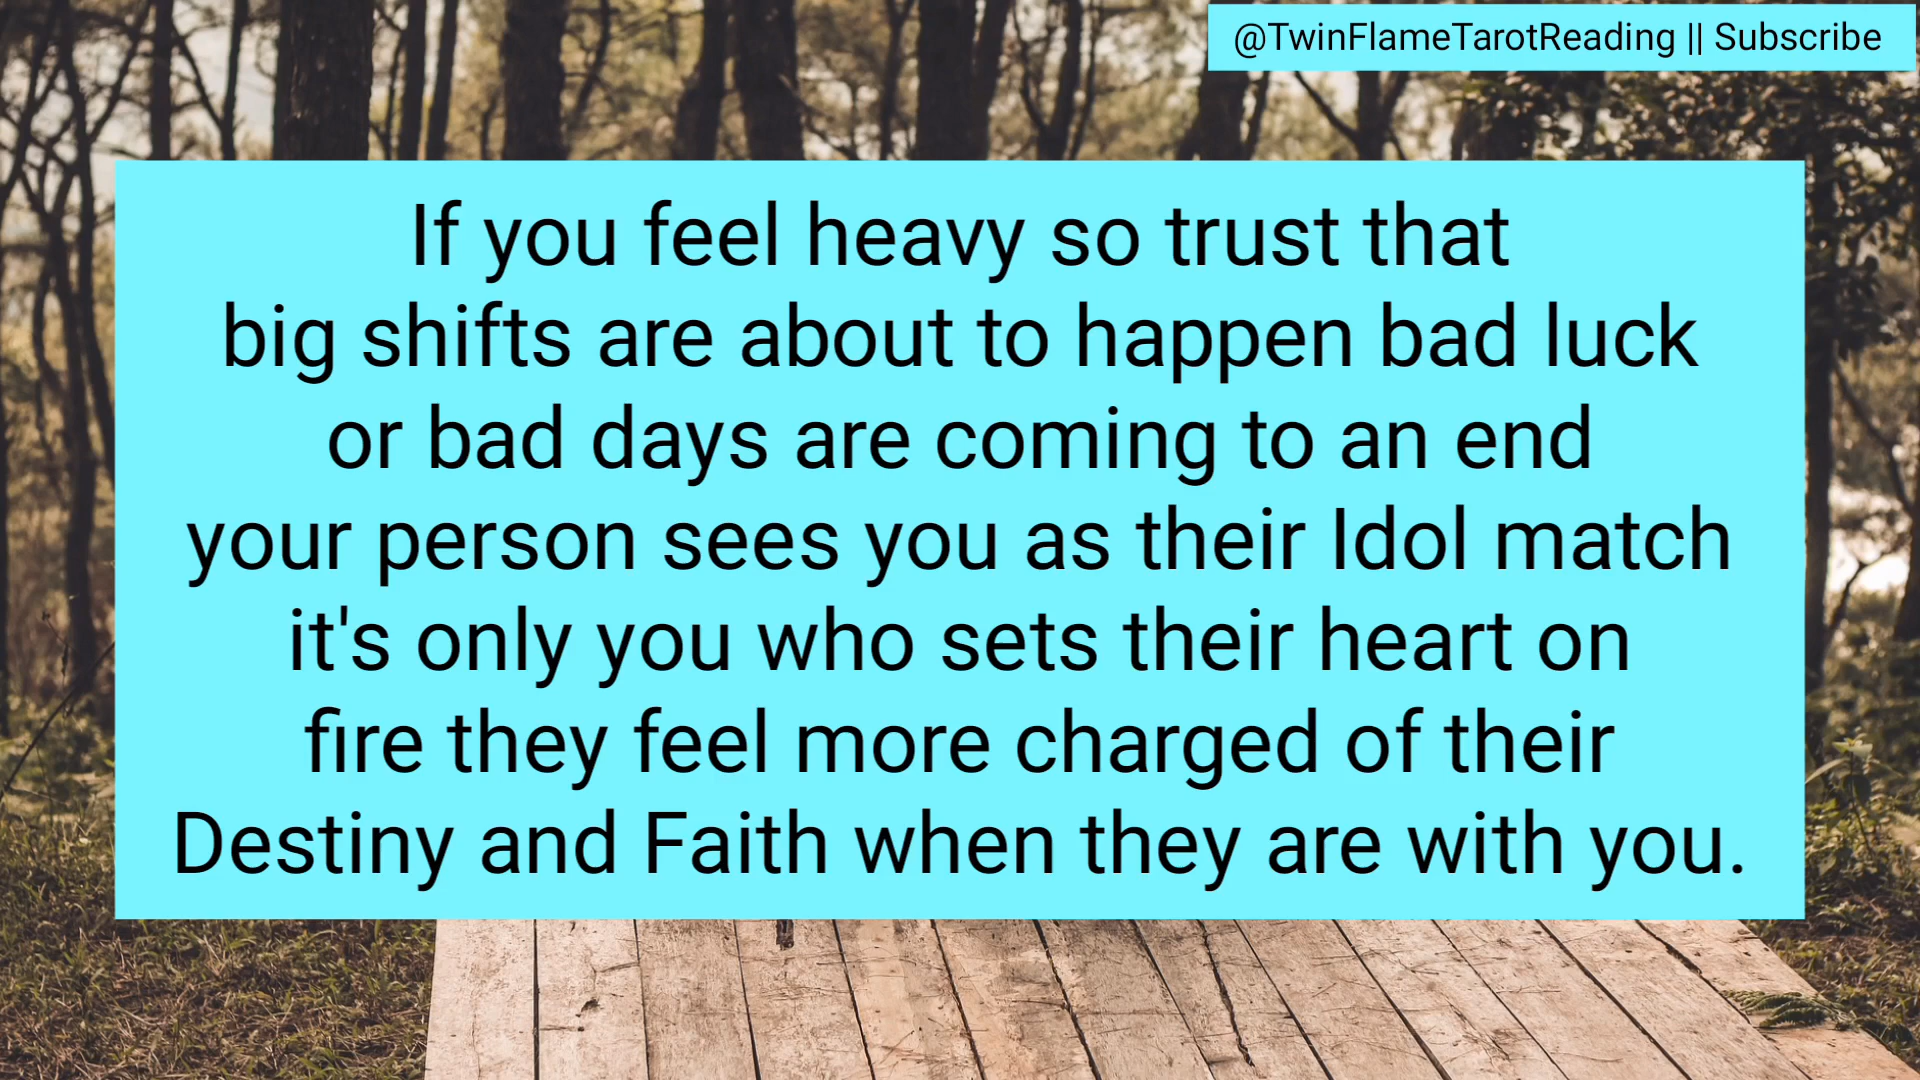 @TwinFlameTarotReading || Subscribe
If you feel heavy so trust that
big shifts are about to happen bad luck
or bad days are coming to an end
your person sees you as their Idol match
it's only you who sets their heart on
fire they feel more charged of their
Destiny and Faith when they are with you.